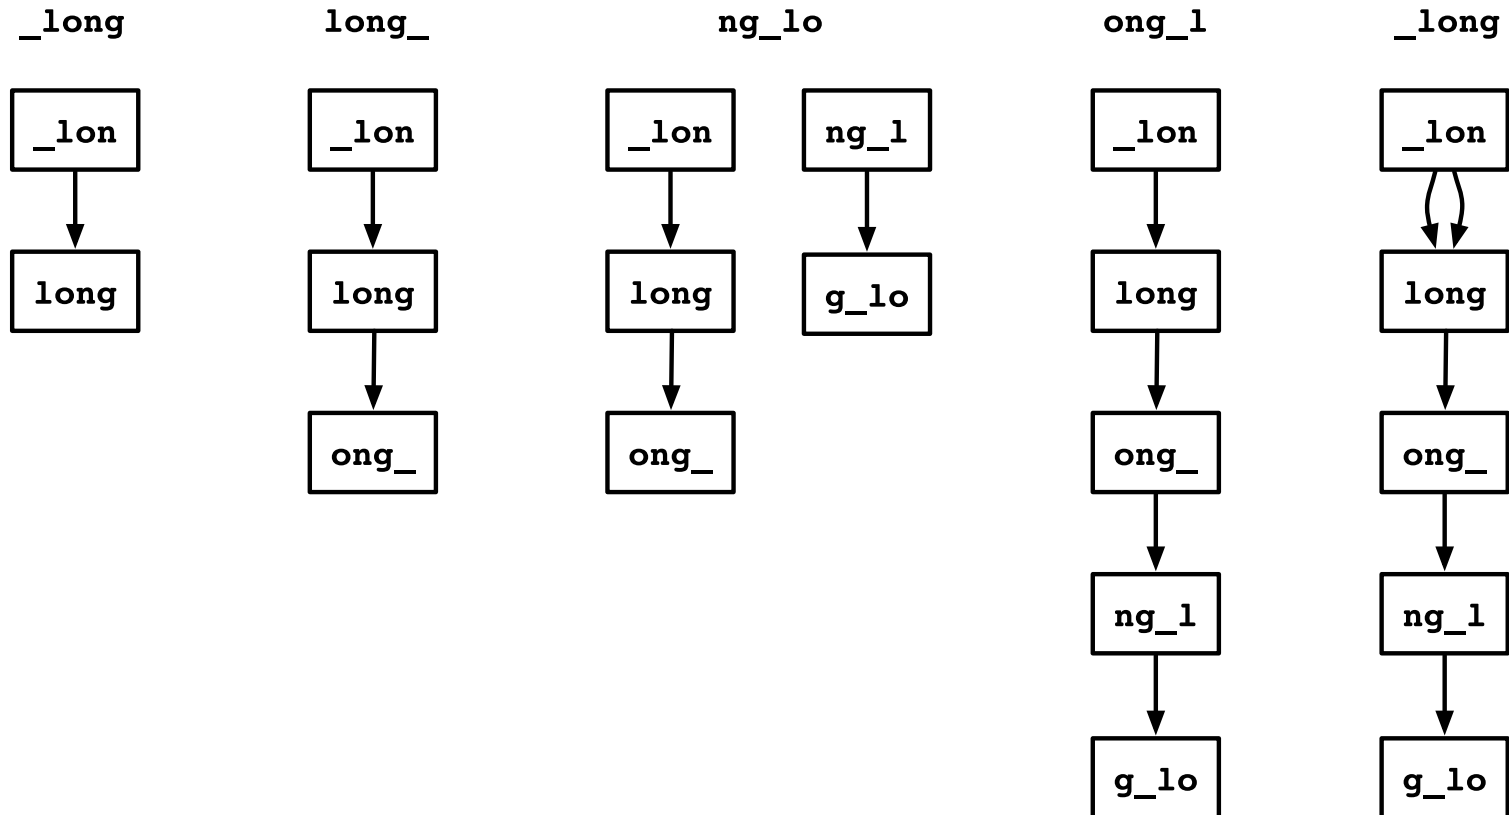 _long long_ ng_lo ong_l _long
_lon _lon _lon ng_l _lon _lon
long long long g_lo long long
ong_ ong_ ong_ ong_
ng_l ng_l
g_lo g_lo